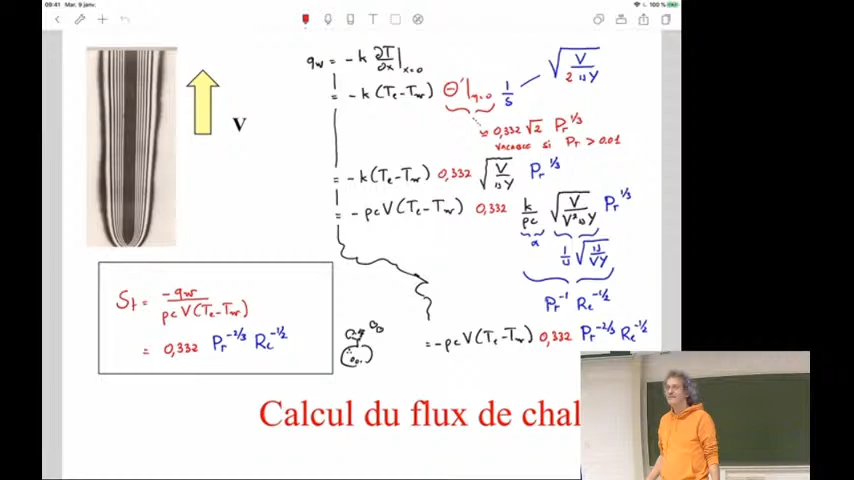 09:41 Mar. 9 janv.
100 %
q_w = -k ∂T/∂x|_{x=0}
= -k (T_e-T_w) Θ'|_{η=0} 1/δ √(V/2νY)
≈ 0,332 √2 Pr^{1/3}
VALABLE SI Pr > 0.01
= -k(T_e-T_w) 0,332 √(V/νY) Pr^{1/3}
= -ρcV(T_e-T_w) 0,332 k/ρc √(V/V²νY) Pr^{1/3}
α 1/ν √(ν/VY)
Pr^{-1} Re^{-1/2}
V
St = -q_w/ρcV(T_e-T_w)
= 0,332 Pr^{-2/3} Re^{-1/2}
= -ρcV(T_e-T_w) 0,332 Pr^{-2/3} Re^{-1/2}
Calcul du flux de chal